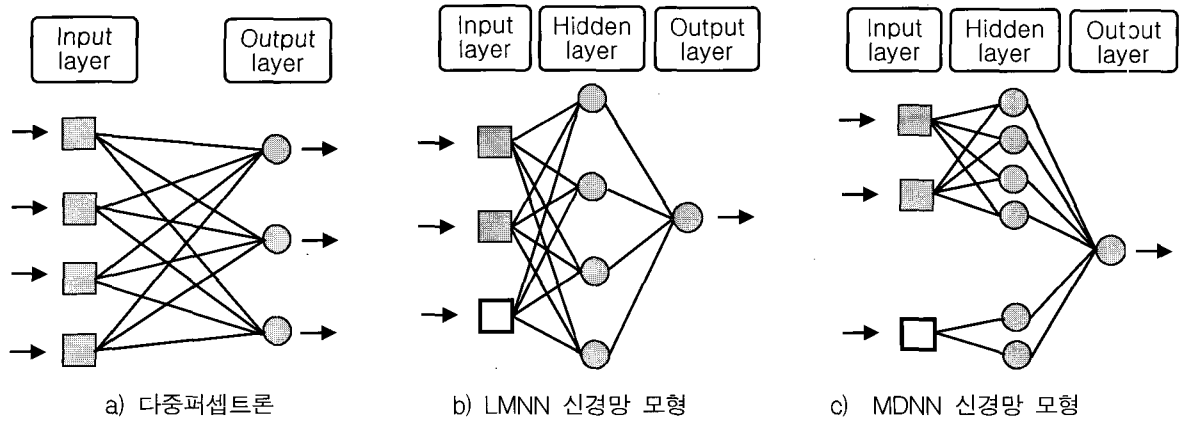 Input
layer
Output
layer
Input
layer
Hidden
layer
Output
layer
Input
layer
Hidden
layer
Output
layer
a) 다중퍼셉트론
b) LMNN 신경망 모형
c) MDNN 신경망 모형